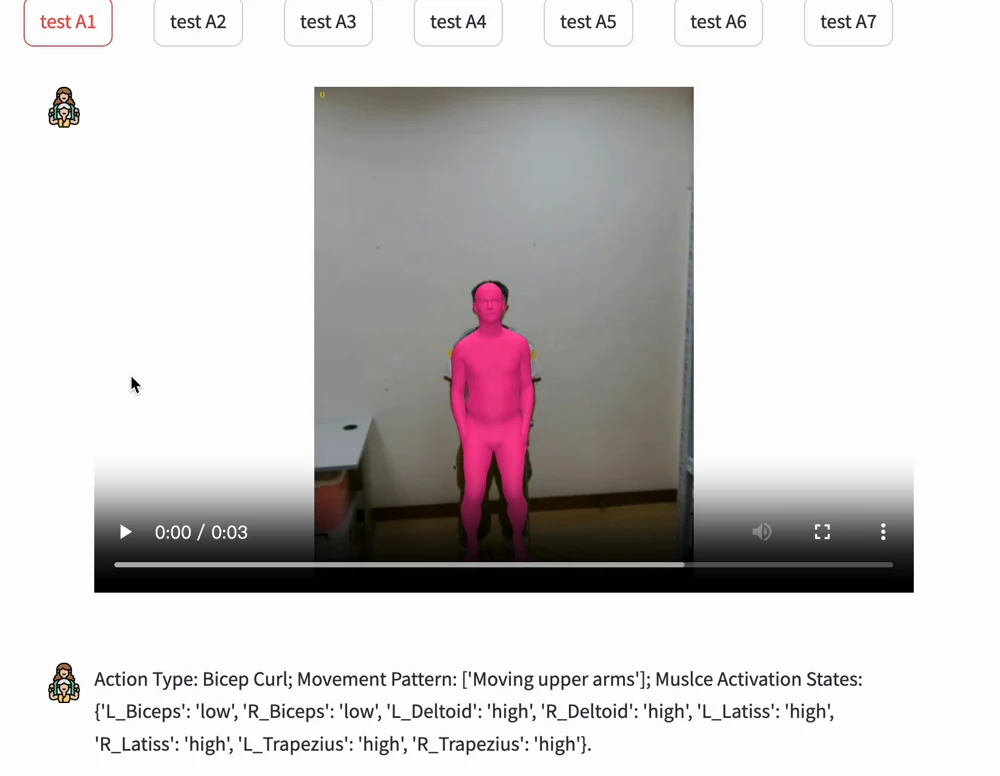 test A1 test A2 test A3 test A4 test A5 test A6 test A7
0
0:00 / 0:03
Action Type: Bicep Curl; Movement Pattern: ['Moving upper arms']; Muslce Activation States:
{'L_Biceps': 'low', 'R_Biceps': 'low', 'L_Deltoid': 'high', 'R_Deltoid': 'high', 'L_Latiss': 'high',
'R_Latiss': 'high', 'L_Trapezius': 'high', 'R_Trapezius': 'high'}.